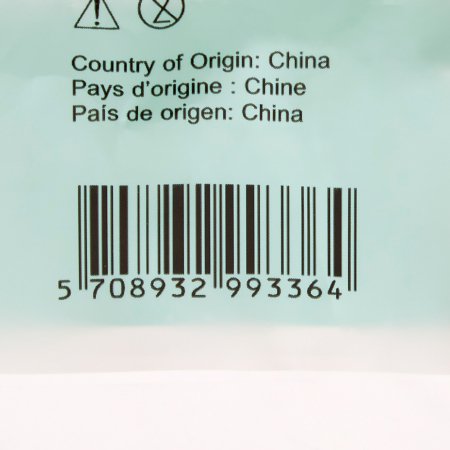 Country of Origin: China
Pays d'origine : Chine
País de origen: China
5 708932 993364